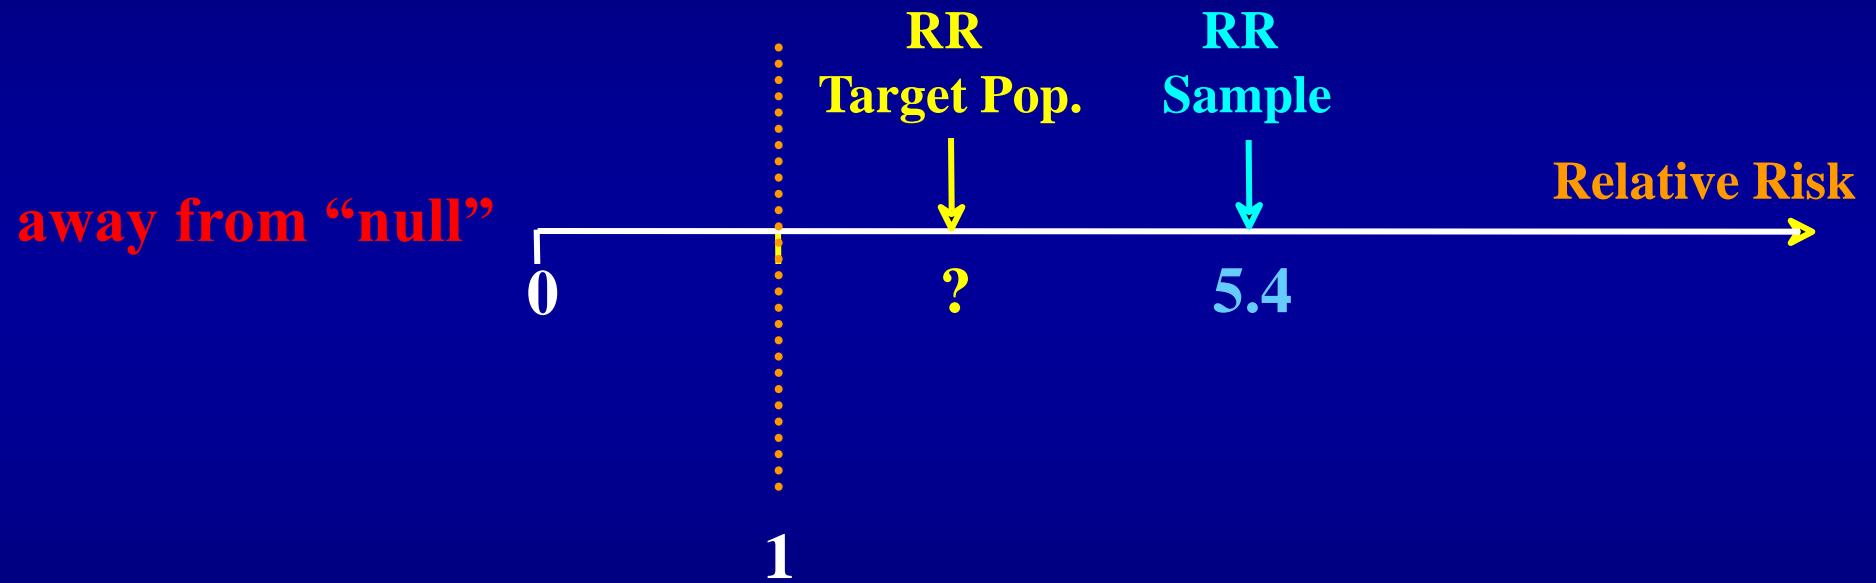 RR
Target Pop.
RR
Sample
Relative Risk
away from “null”
0
?
5.4
1